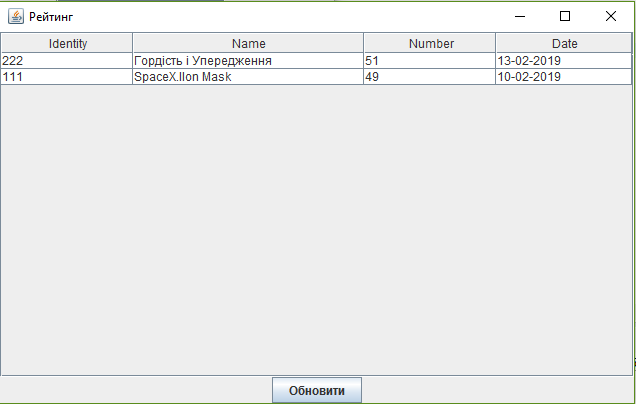 Рейтинг
Identity Name Number Date
222 Гордість і Упередження 51 13-02-2019
111 SpaceX.Ilon Mask 49 10-02-2019
Обновити